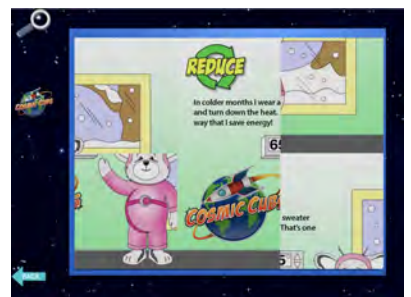 REDUCE
In colder months I wear a
and turn down the heat.
way that I save energy!
65
COSMIC CUBS
COSMIC CUB
sweater
That's one
5
BACK